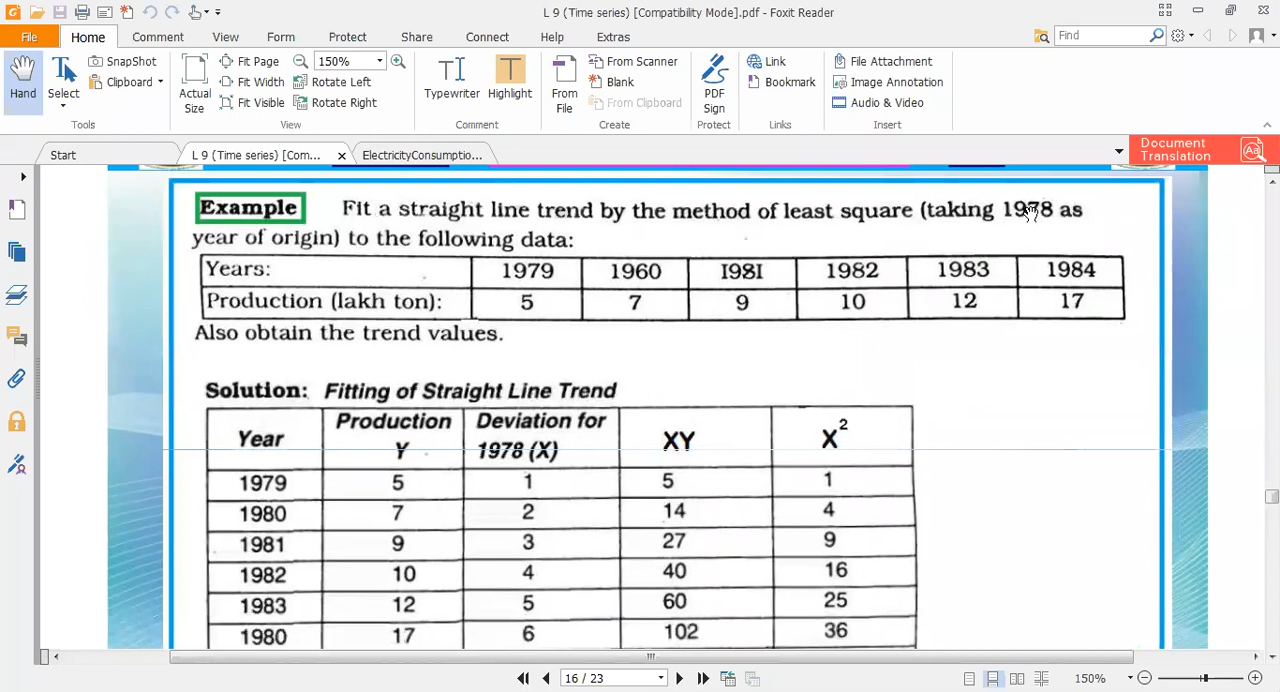 L 9 (Time series) [Compatibility Mode].pdf - Foxit Reader
File Home Comment View Form Protect Share Connect Help Extras Find
Hand
Select
SnapShot
Clipboard
Tools
Actual Size
Fit Page
Fit Width
Fit Visible
150%
Rotate Left
Rotate Right
View
Typewriter
Highlight
Comment
From File
From Scanner
Blank
From Clipboard
Create
PDF Sign
Protect
Link
Bookmark
Links
File Attachment
Image Annotation
Audio & Video
Insert
Start
L 9 (Time series) [Com...
ElectricityConsumptio...
Document Translation
Example Fit a straight line trend by the method of least square (taking 1978 as
year of origin) to the following data:
Years: 1979 1960 I98I 1982 1983 1984
Production (lakh ton): 5 7 9 10 12 17
Also obtain the trend values.
Solution: Fitting of Straight Line Trend
Year Production Y Deviation for 1978 (X) XY X²
1979 5 1 5 1
1980 7 2 14 4
1981 9 3 27 9
1982 10 4 40 16
1983 12 5 60 25
1980 17 6 102 36
16 / 23
150%